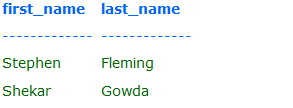 first_name last_name
------------- -------------
Stephen Fleming
Shekar Gowda